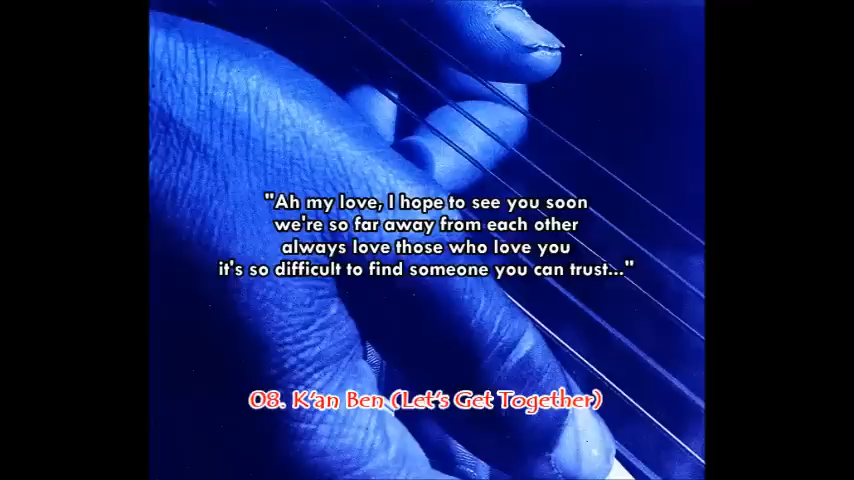 "Ah my love, I hope to see you soon
we're so far away from each other
always love those who love you
it's so difficult to find someone you can trust..."
08. K'an Ben (Let's Get Together)